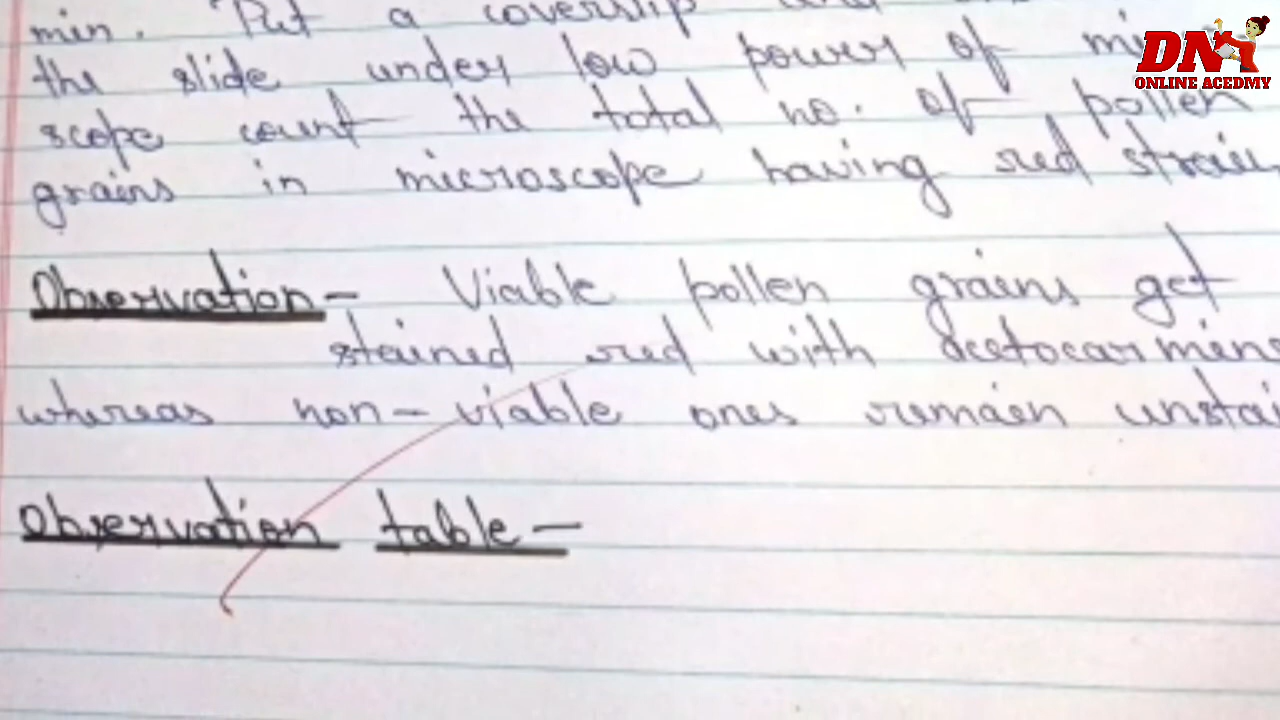 min. Put a coverslip
the slide under low power of mi
scope count the total no. of pollen
grains in microscope having red strain
Observation- Viable pollen grains get
stained red with acetocarmine
whereas non-viable ones remain unstai
Observation table-
DN
ONLINE ACEDMY